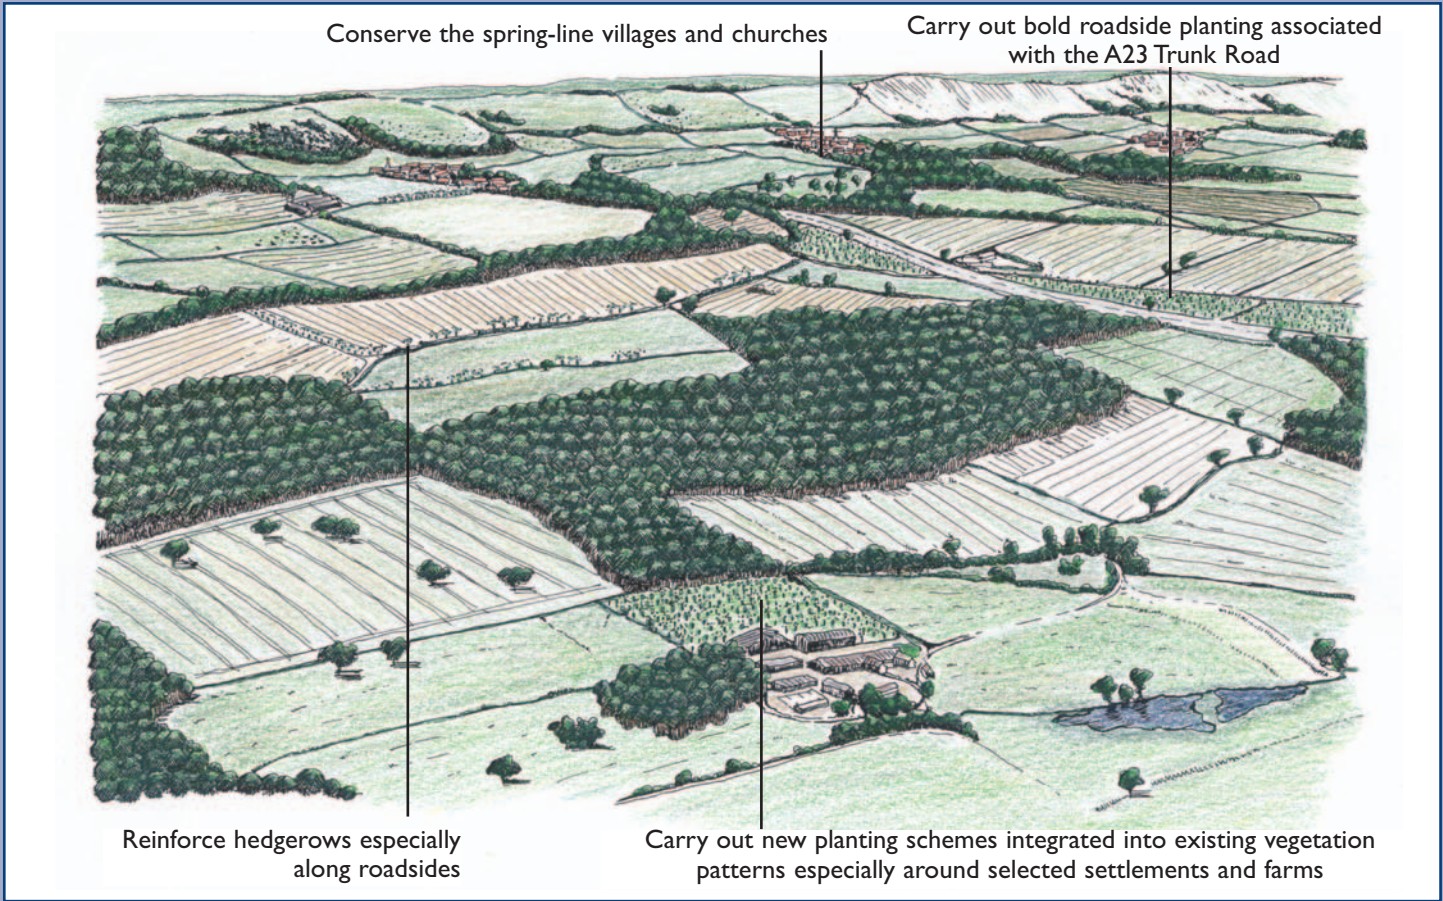 Conserve the spring-line villages and churches
Carry out bold roadside planting associated
with the A23 Trunk Road
Reinforce hedgerows especially
along roadsides
Carry out new planting schemes integrated into existing vegetation
patterns especially around selected settlements and farms